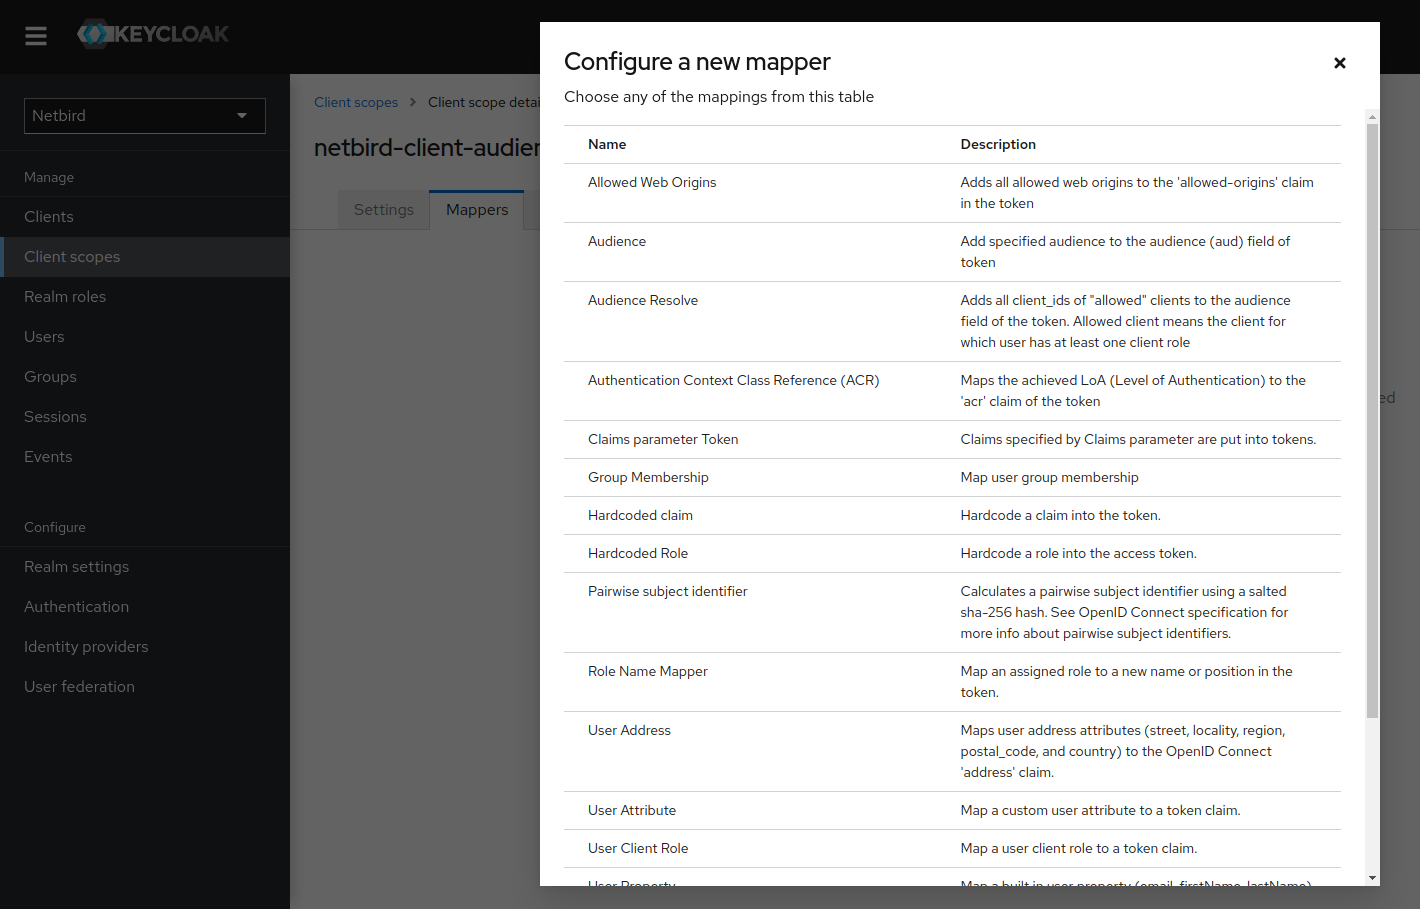 KEYCLOAK
Netbird
Manage
Clients
Client scopes
Realm roles
Users
Groups
Sessions
Events
Configure
Realm settings
Authentication
Identity providers
User federation
Client scopes > Client scope detai
netbird-client-audien
Settings
Mappers
ed
Configure a new mapper
Choose any of the mappings from this table
Name Description
Allowed Web Origins Adds all allowed web origins to the 'allowed-origins' claim
in the token
Audience Add specified audience to the audience (aud) field of
token
Audience Resolve Adds all client_ids of "allowed" clients to the audience
field of the token. Allowed client means the client for
which user has at least one client role
Authentication Context Class Reference (ACR) Maps the achieved LoA (Level of Authentication) to the
'acr' claim of the token
Claims parameter Token Claims specified by Claims parameter are put into tokens.
Group Membership Map user group membership
Hardcoded claim Hardcode a claim into the token.
Hardcoded Role Hardcode a role into the access token.
Pairwise subject identifier Calculates a pairwise subject identifier using a salted
sha-256 hash. See OpenID Connect specification for
more info about pairwise subject identifiers.
Role Name Mapper Map an assigned role to a new name or position in the
token.
User Address Maps user address attributes (street, locality, region,
postal_code, and country) to the OpenID Connect
'address' claim.
User Attribute Map a custom user attribute to a token claim.
User Client Role Map a user client role to a token claim.
User Property Map a built in user property (email, firstName, lastName)